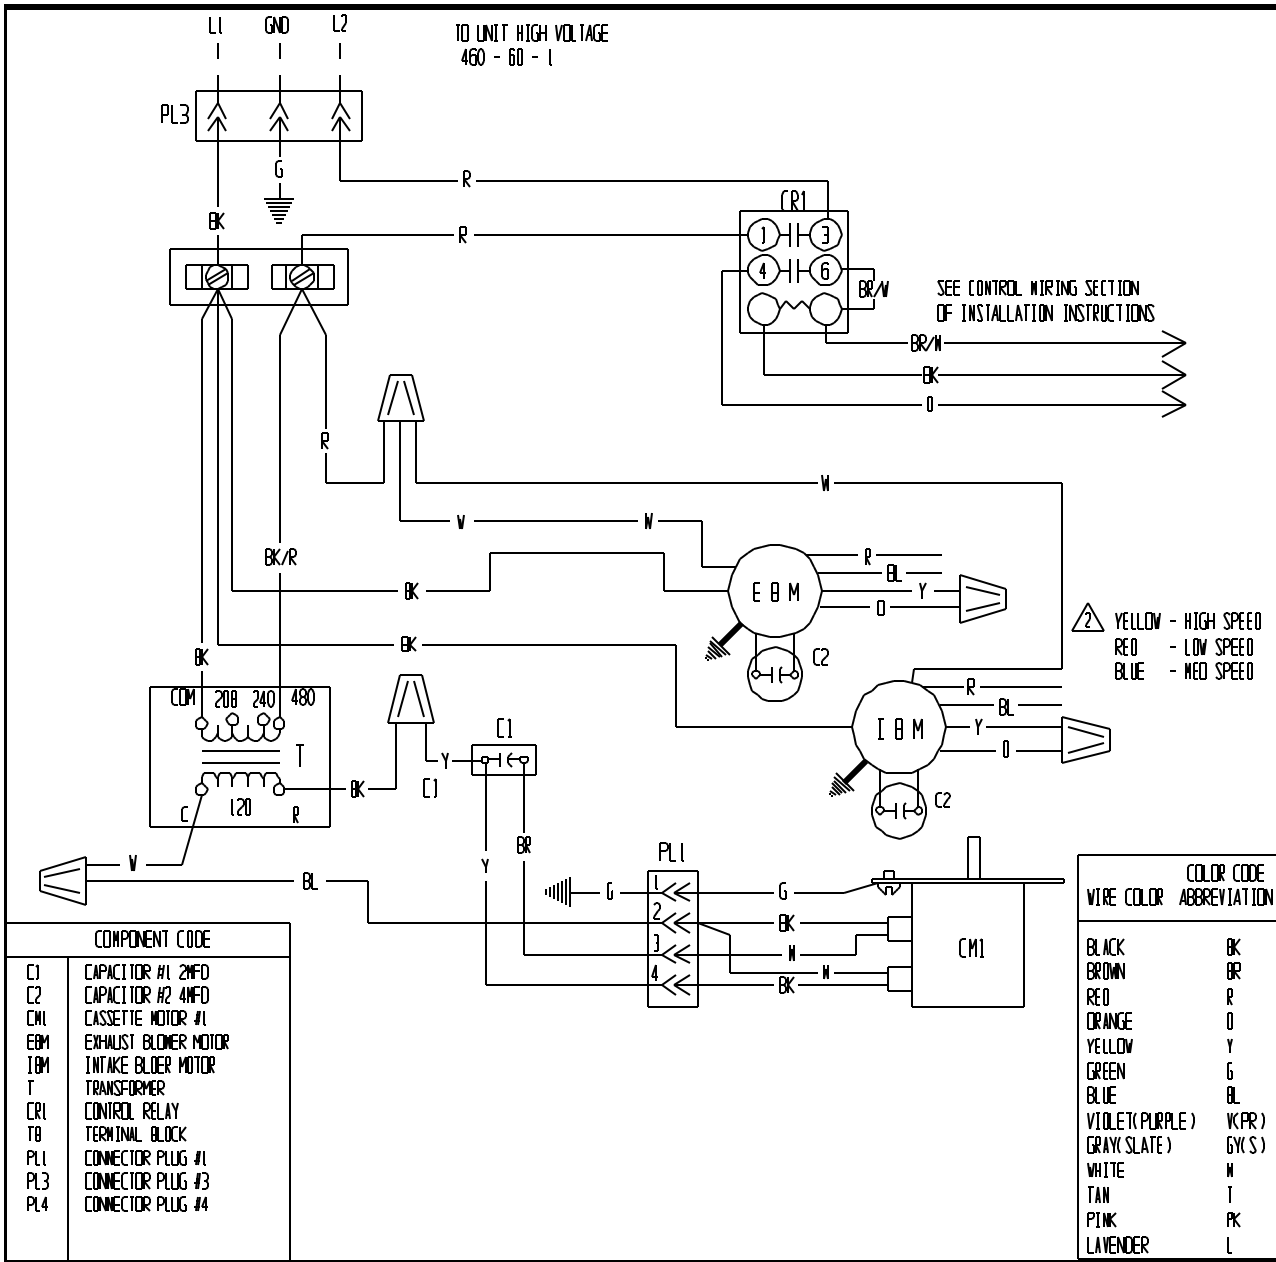 L1 GND L2
TO UNIT HIGH VOLTAGE
460 - 60 - 1
PL3
G
R
BK
CR1
R
1 3
4 6
BR/W
SEE CONTROL WIRING SECTION
OF INSTALLATION INSTRUCTIONS
BR/W
BK
O
R
W
W W
BK/R
R
BL
EBM
Y
BK
O
2 YELLOW - HIGH SPEED
RED - LOW SPEED
BLUE - MED SPEED
BK
BK
C2
COM 208 240 480
R
BL
IBM
Y
T
C1
O
Y
BK
C1
C2
120
C R
BR
PL1
W
Y
BL
1
G G
2
BK
3
W
CM1
4
W
BK
COMPONENT CODE
C1 CAPACITOR #1 2MFD
C2 CAPACITOR #2 4MFD
CM1 CASSETTE MOTOR #1
EBM EXHAUST BLOWER MOTOR
IBM INTAKE BLOER MOTOR
T TRANSFORMER
CR1 CONTROL RELAY
TB TERMINAL BLOCK
PL1 CONNECTOR PLUG #1
PL3 CONNECTOR PLUG #3
PL4 CONNECTOR PLUG #4
COLOR CODE
WIRE COLOR ABBREVIATION
BLACK BK
BROWN BR
RED R
ORANGE O
YELLOW Y
GREEN G
BLUE BL
VIOLET(PURPLE) V(PR)
GRAY(SLATE) GY(S)
WHITE W
TAN T
PINK PK
LAVENDER L